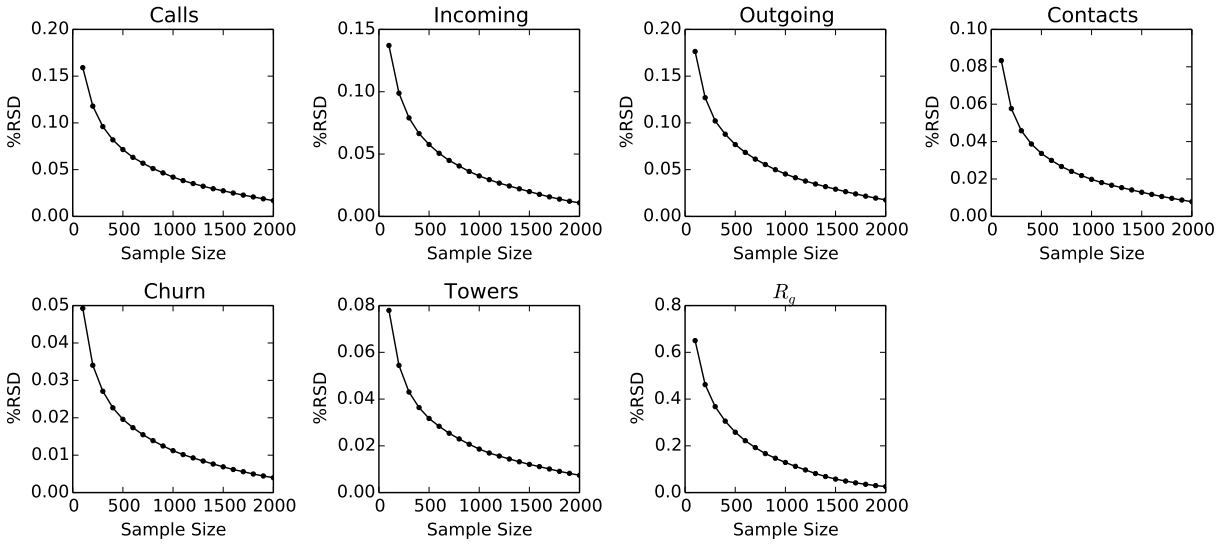 Calls
%RSD
0.20
0.15
0.10
0.05
0.00
0 500 1000 1500 2000
Sample Size
Incoming
%RSD
0.15
0.10
0.05
0.00
0 500 1000 1500 2000
Sample Size
Outgoing
%RSD
0.20
0.15
0.10
0.05
0.00
0 500 1000 1500 2000
Sample Size
Contacts
%RSD
0.10
0.08
0.06
0.04
0.02
0.00
0 500 1000 1500 2000
Sample Size
Churn
%RSD
0.05
0.04
0.03
0.02
0.01
0.00
0 500 1000 1500 2000
Sample Size
Towers
%RSD
0.08
0.06
0.04
0.02
0.00
0 500 1000 1500 2000
Sample Size
R_g
%RSD
0.8
0.6
0.4
0.2
0.0
0 500 1000 1500 2000
Sample Size